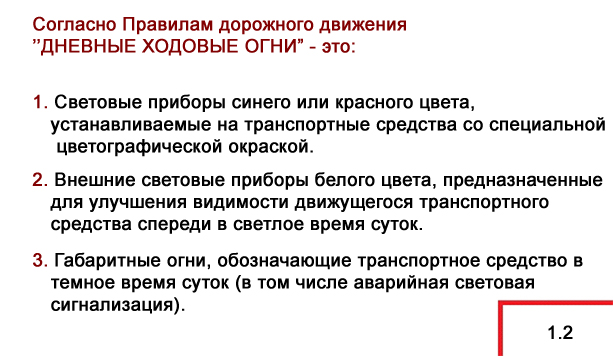 Согласно Правилам дорожного движения
”ДНЕВНЫЕ ХОДОВЫЕ ОГНИ” - это:
1. Световые приборы синего или красного цвета,
устанавливаемые на транспортные средства со специальной
цветографической окраской.
2. Внешние световые приборы белого цвета, предназначенные
для улучшения видимости движущегося транспортного
средства спереди в светлое время суток.
3. Габаритные огни, обозначающие транспортное средство в
темное время суток (в том числе аварийная световая
сигнализация).
1.2